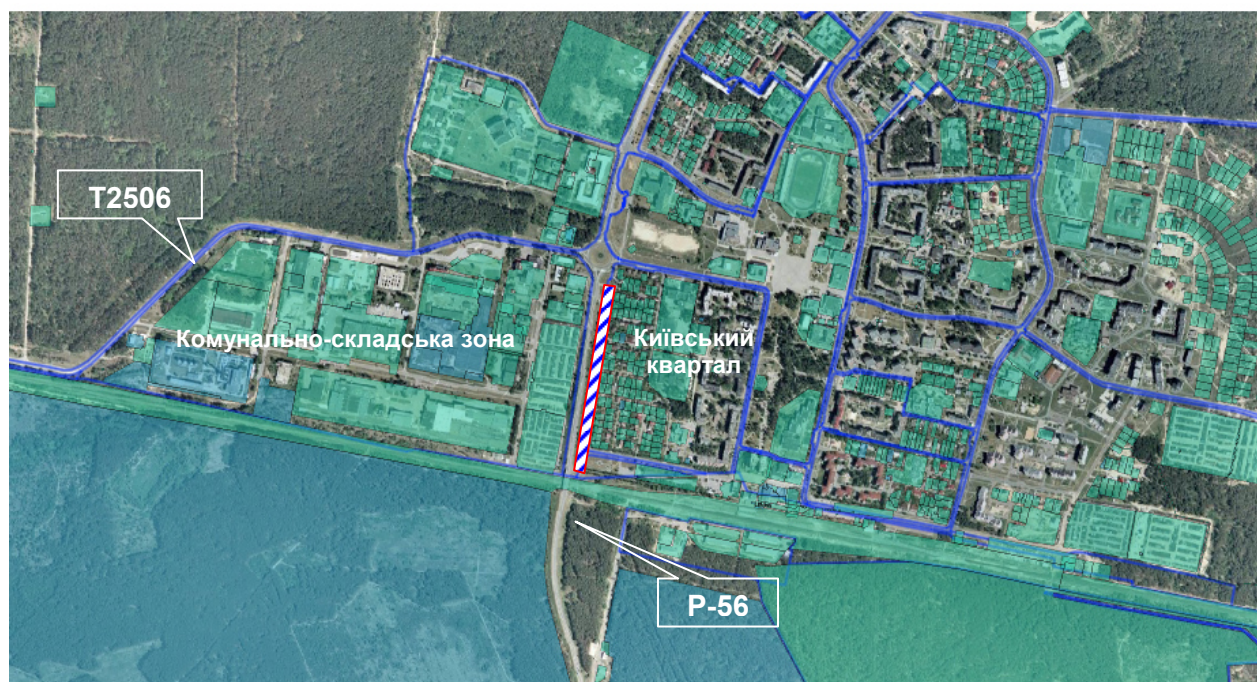 Т2506
Комунально-складська зона
Київський
квартал
Р-56